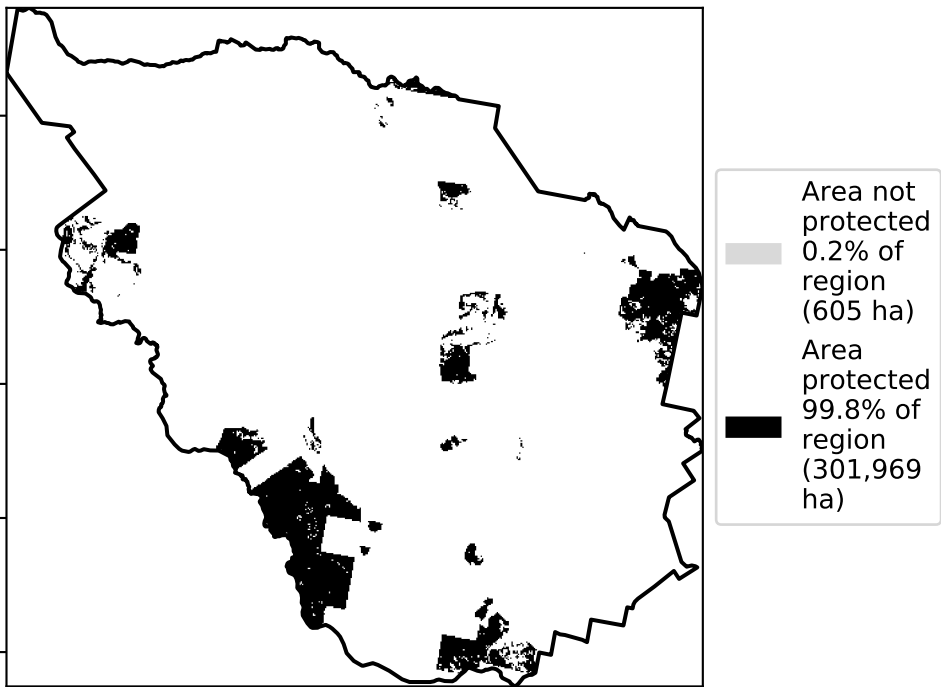 Area not
protected
0.2% of
region
(605 ha)
Area
protected
99.8% of
region
(301,969
ha)